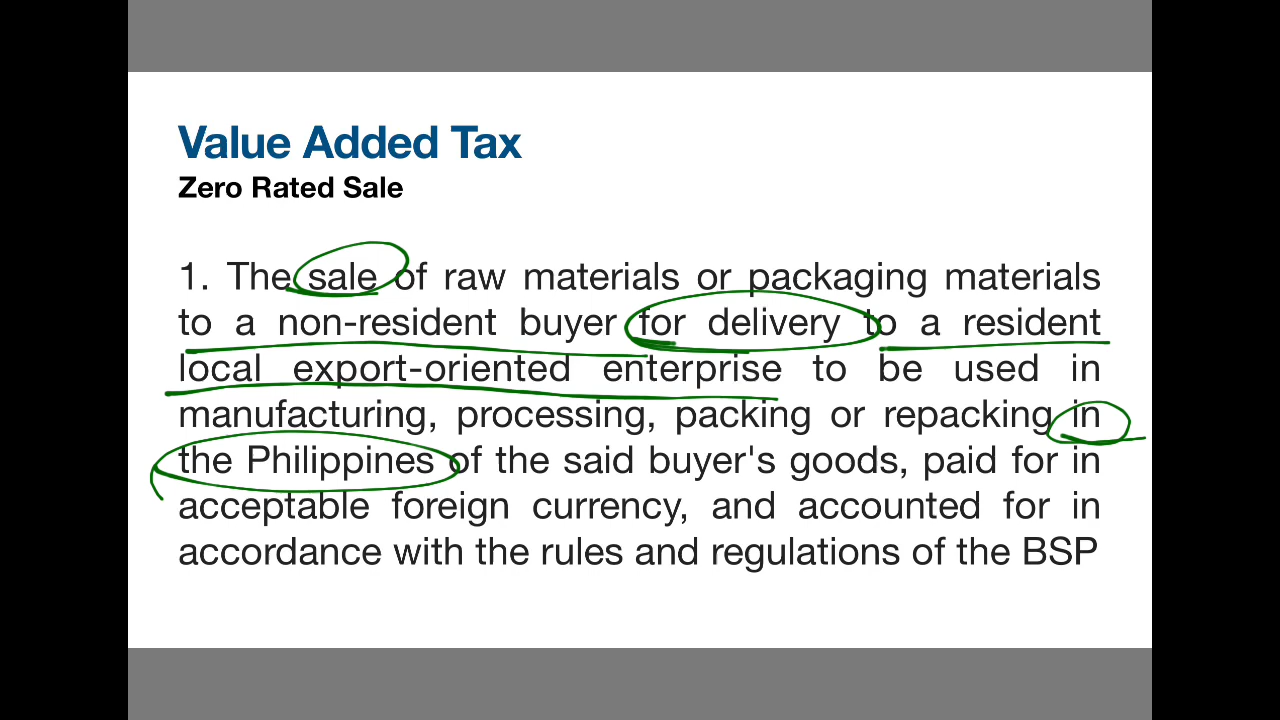 Value Added Tax
Zero Rated Sale
1. The sale of raw materials or packaging materials
to a non-resident buyer for delivery to a resident
local export-oriented enterprise to be used in
manufacturing, processing, packing or repacking in
the Philippines of the said buyer's goods, paid for in
acceptable foreign currency, and accounted for in
accordance with the rules and regulations of the BSP